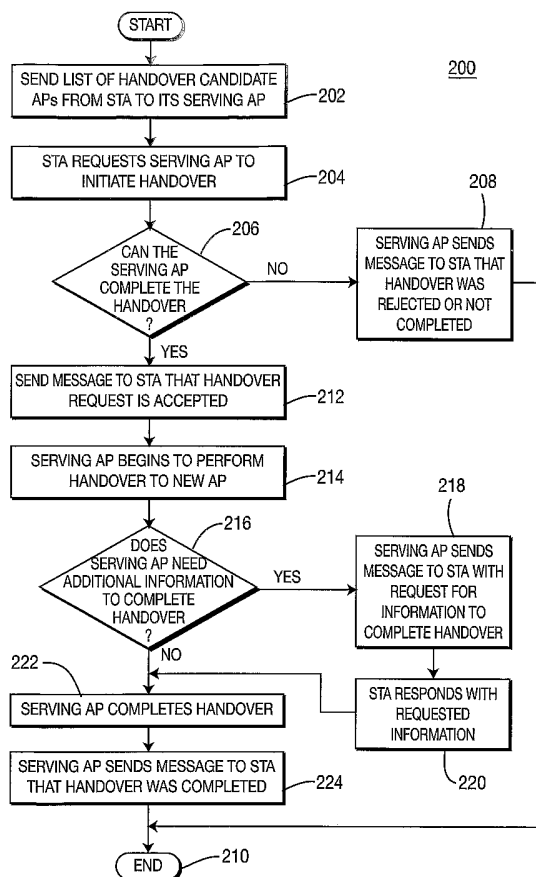 START
200
SEND LIST OF HANDOVER CANDIDATE
APs FROM STA TO ITS SERVING AP
202
STA REQUESTS SERVING AP TO
INITIATE HANDOVER
204
206
CAN THE
SERVING AP
COMPLETE THE
HANDOVER
?
NO
YES
208
SERVING AP SENDS
MESSAGE TO STA THAT
HANDOVER WAS
REJECTED OR NOT
COMPLETED
SEND MESSAGE TO STA THAT HANDOVER
REQUEST IS ACCEPTED
212
SERVING AP BEGINS TO PERFORM
HANDOVER TO NEW AP
214
216
DOES
SERVING AP NEED
ADDITIONAL INFORMATION
TO COMPLETE
HANDOVER
?
YES
NO
218
SERVING AP SENDS
MESSAGE TO STA WITH
REQUEST FOR
INFORMATION TO
COMPLETE HANDOVER
STA RESPONDS WITH
REQUESTED
INFORMATION
220
222
SERVING AP COMPLETES HANDOVER
SERVING AP SENDS MESSAGE TO STA
THAT HANDOVER WAS COMPLETED
224
END
210